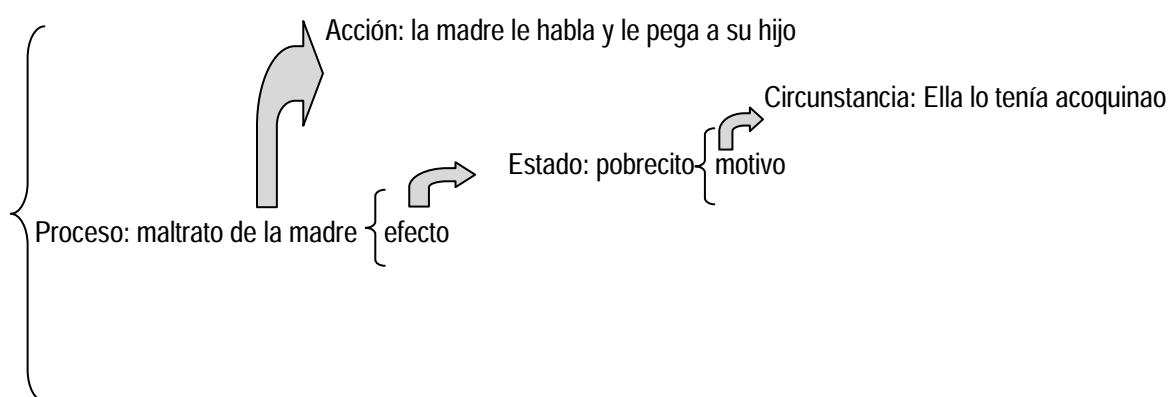 Acción: la madre le habla y le pega a su hijo
Circunstancia: Ella lo tenía acoquinao
Estado: pobrecito motivo
Proceso: maltrato de la madre efecto